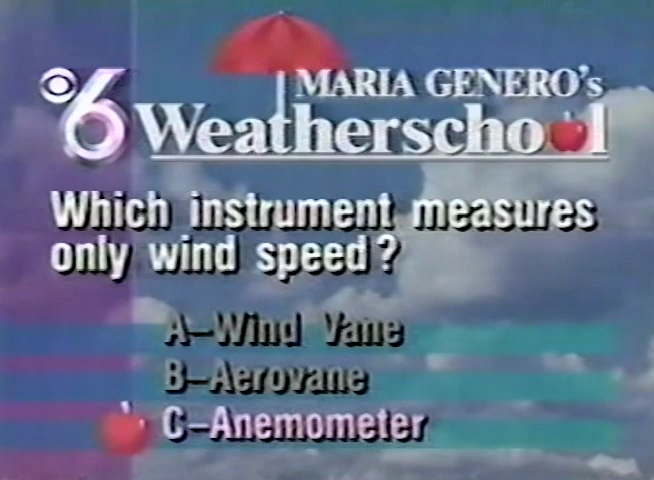 6
MARIA GENERO's
Weatherschool
Which instrument measures
only wind speed?
A-Wind Vane
B-Aerovane
C-Anemometer